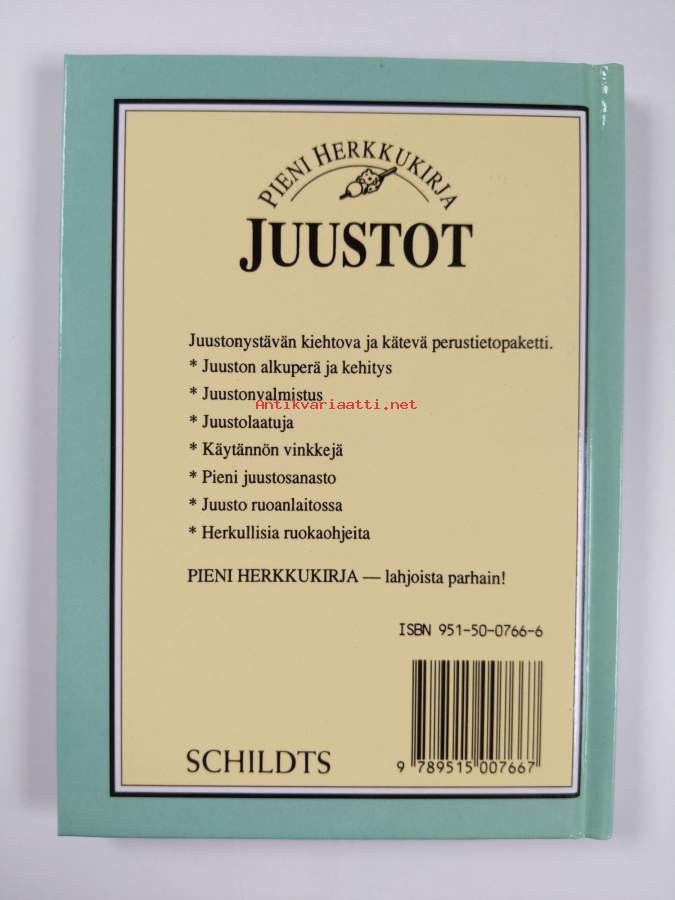 PIENI HERKKUKIRJA
JUUSTOT
Juustonystävän kiehtova ja kätevä perustietopaketti.
* Juuston alkuperä ja kehitys
* Juustonvalmistus
Antikvariaatti.net
* Juustolaatuja
* Käytännön vinkkejä
* Pieni juustosanasto
* Juusto ruoanlaitossa
* Herkullisia ruokaohjeita
PIENI HERKKUKIRJA — lahjoista parhain!
ISBN 951-50-0766-6
SCHILDTS
9 789515 007667